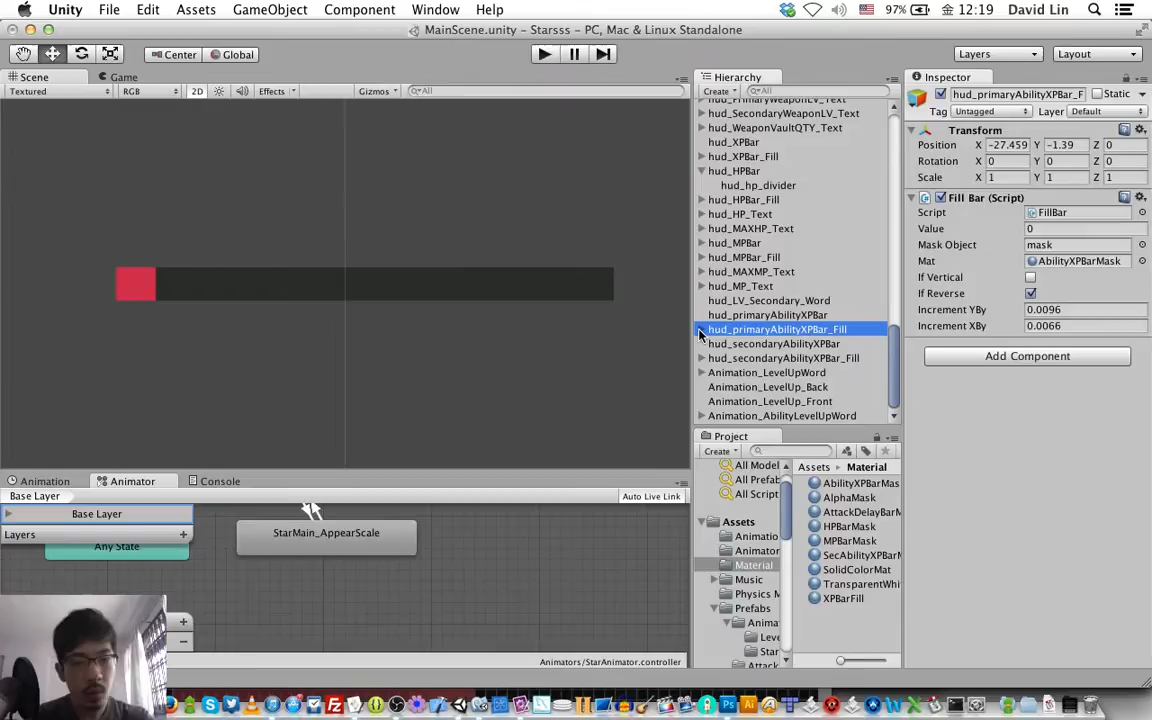 Unity File Edit Assets GameObject Component Window Help 97% 12:19 David Lin
MainScene.unity - Starsss - PC, Mac & Linux Standalone
Center Global Layers Layout
Scene Game
Textured RGB 2D Effects Gizmos All
Hierarchy
Create All
hud_PrimaryWeaponLV_Text
hud_SecondaryWeaponLV_Text
hud_WeaponVaultQTY_Text
hud_XPBar
hud_XPBar_Fill
hud_HPBar
hud_hp_divider
hud_HPBar_Fill
hud_HP_Text
hud_MAXHP_Text
hud_MPBar
hud_MPBar_Fill
hud_MAXMP_Text
hud_MP_Text
hud_LV_Secondary_Word
hud_primaryAbilityXPBar
hud_primaryAbilityXPBar_Fill
hud_secondaryAbilityXPBar
hud_secondaryAbilityXPBar_Fill
Animation_LevelUpWord
Animation_LevelUp_Back
Animation_LevelUp_Front
Animation_AbilityLevelUpWord
Inspector
hud_primaryAbilityXPBar_F Static
Tag Untagged Layer Default
Transform
Position X -27.459 Y -1.39 Z 0
Rotation X 0 Y 0 Z 0
Scale X 1 Y 1 Z 1
Fill Bar (Script)
Script FillBar
Value 0
Mask Object mask
Mat AbilityXPBarMask
If Vertical
If Reverse
Increment YBy 0.0096
Increment XBy 0.0066
Add Component
Project
Create
All Model
All Prefab
All Script
Assets
Animatio
Animator
Material
Music
Physics M
Prefabs
Anima
Leve
Star
Attack
Assets Material
AbilityXPBarMas
AlphaMask
AttackDelayBarM
HPBarMask
MPBarMask
SecAbilityXPBarM
SolidColorMat
TransparentWhi
XPBarFill
Animation Animator Console
Base Layer Auto Live Link
Base Layer
Layers
Any State
StarMain_AppearScale
Animators/StarAnimator.controller